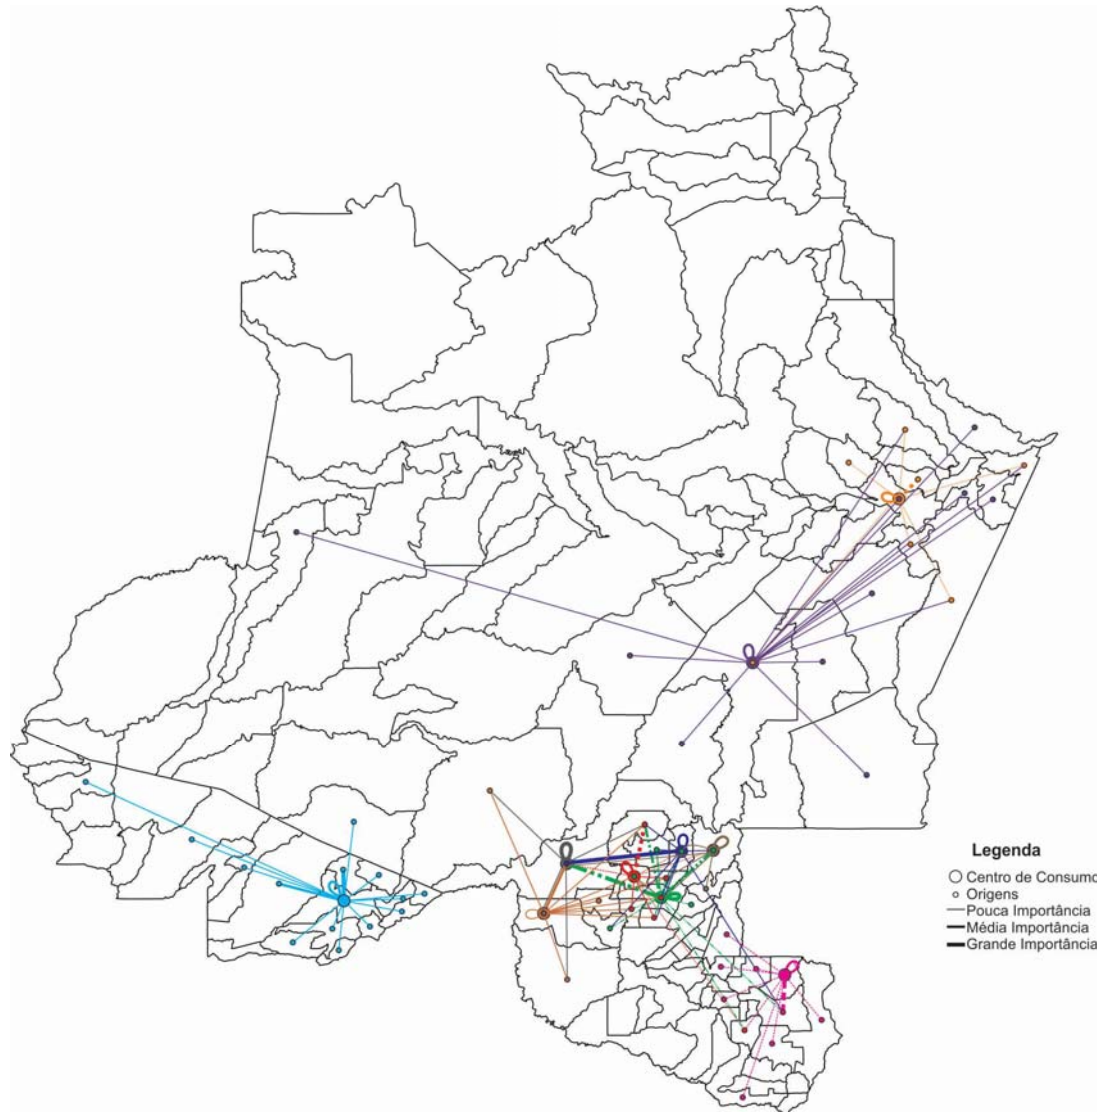 Legenda
Centro de Consumo
Origens
Pouca Importância
Média Importância
Grande Importância